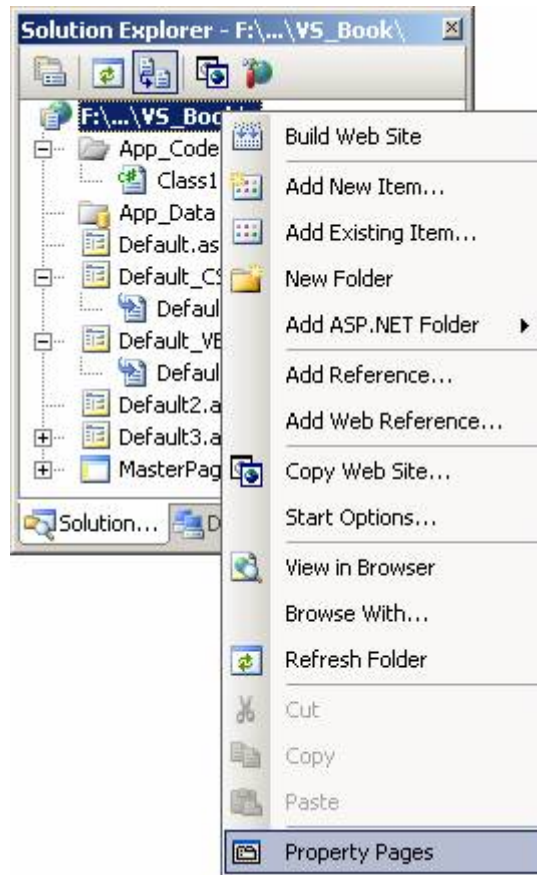 Solution Explorer - F:\...\VS_Book\
F:\...\VS_Boo
App_Code
Class1
App_Data
Default.as
Default_CS
Defaul
Default_VB
Defaul
Default2.a
Default3.a
MasterPag
Solution...
D
Build Web Site
Add New Item...
Add Existing Item...
New Folder
Add ASP.NET Folder
Add Reference...
Add Web Reference...
Copy Web Site...
Start Options...
View in Browser
Browse With...
Refresh Folder
Cut
Copy
Paste
Property Pages